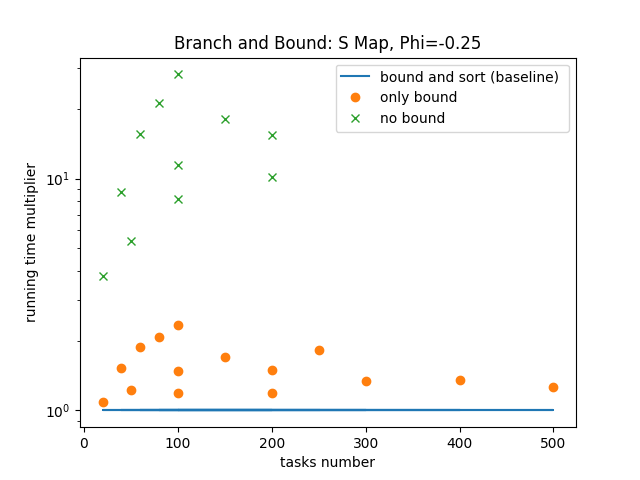 Branch and Bound: S Map, Phi=-0.25
bound and sort (baseline)
only bound
no bound
running time multiplier
10¹
10⁰
0 100 200 300 400 500
tasks number